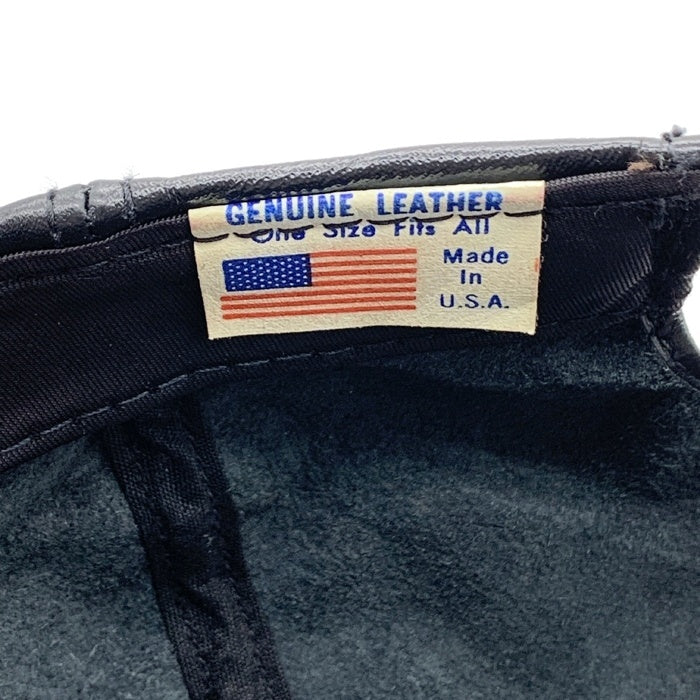 GENUINE LEATHER
One Size Fits All
Made
In
U.S.A.